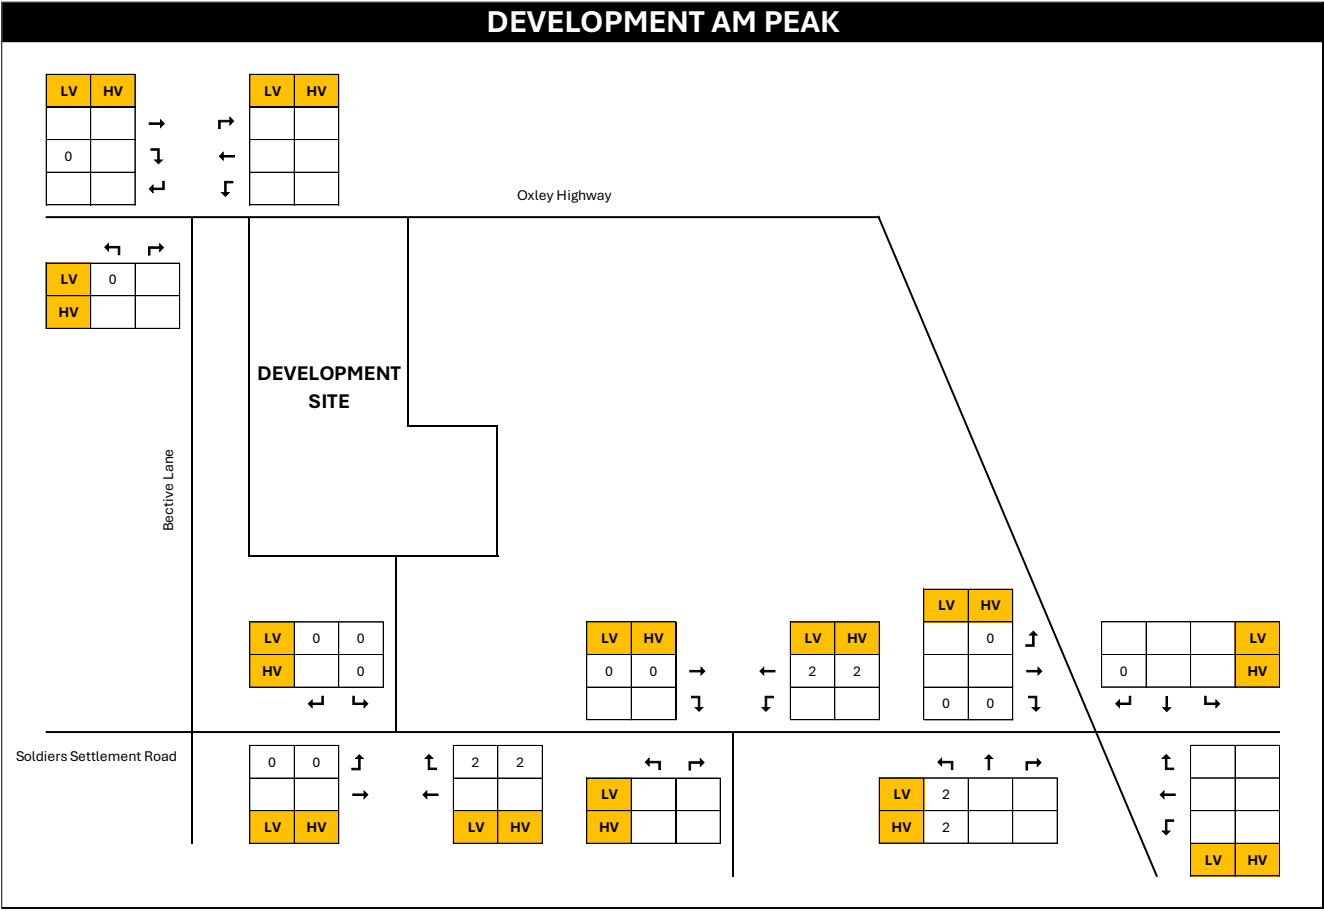 DEVELOPMENT AM PEAK
LV HV
LV HV
0
Oxley Highway
LV 0
HV
DEVELOPMENT
SITE
Bective Lane
LV HV
LV 0 0
HV 0
LV HV
0 0
LV HV
2 2
0
0 0
LV
0 HV
Soldiers Settlement Road
0 0
LV HV
2 2
LV HV
LV
HV
LV 2
HV 2
LV HV